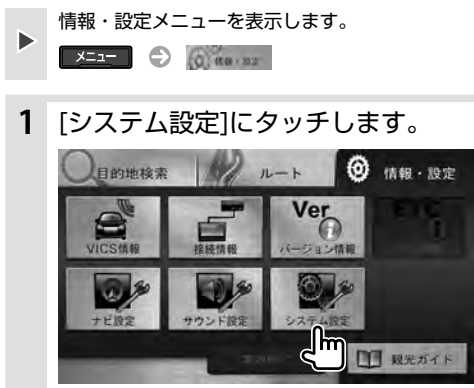 情報・設定メニューを表示します。
メニュー 情報・設定
1 [システム設定]にタッチします。
目的地検索 ルート 情報・設定
VICS情報 接続情報 Ver バージョン情報 ETC
ナビ設定 サウンド設定 システム設定
観光ガイド